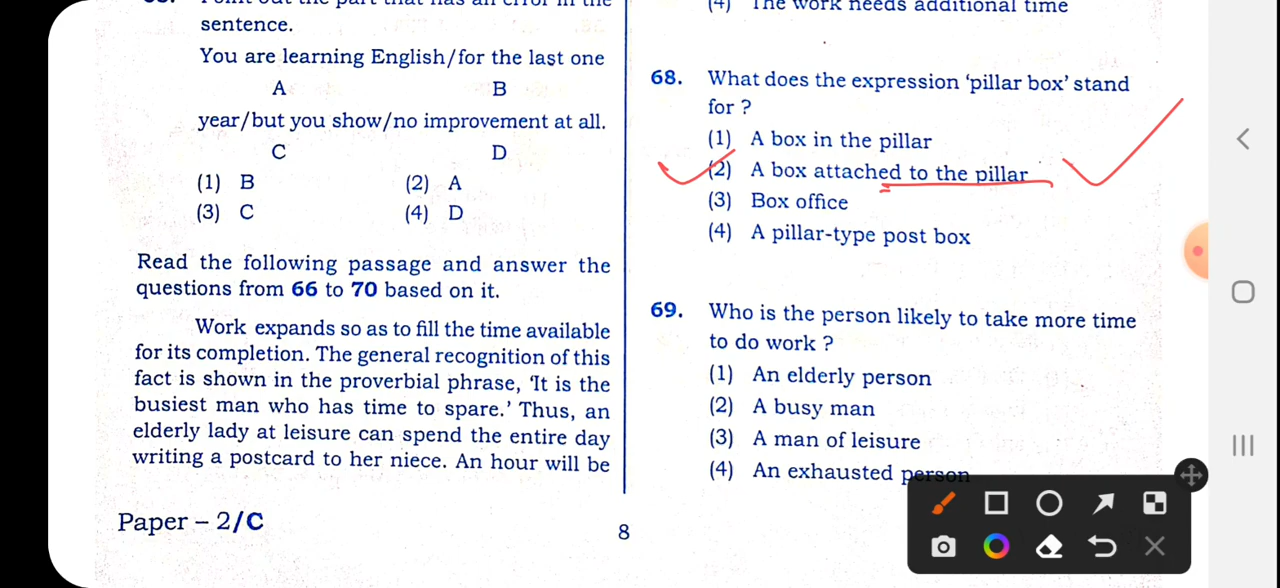 sentence.
You are learning English/for the last one
A B
year/but you show/no improvement at all.
C D
(1) B (2) A
(3) C (4) D
Read the following passage and answer the
questions from 66 to 70 based on it.
Work expands so as to fill the time available
for its completion. The general recognition of this
fact is shown in the proverbial phrase, 'It is the
busiest man who has time to spare.' Thus, an
elderly lady at leisure can spend the entire day
writing a postcard to her niece. An hour will be
(4) The work needs additional time
68. What does the expression 'pillar box' stand
for ?
(1) A box in the pillar
(2) A box attached to the pillar
(3) Box office
(4) A pillar-type post box
69. Who is the person likely to take more time
to do work ?
(1) An elderly person
(2) A busy man
(3) A man of leisure
(4) An exhausted person
Paper – 2/C
8